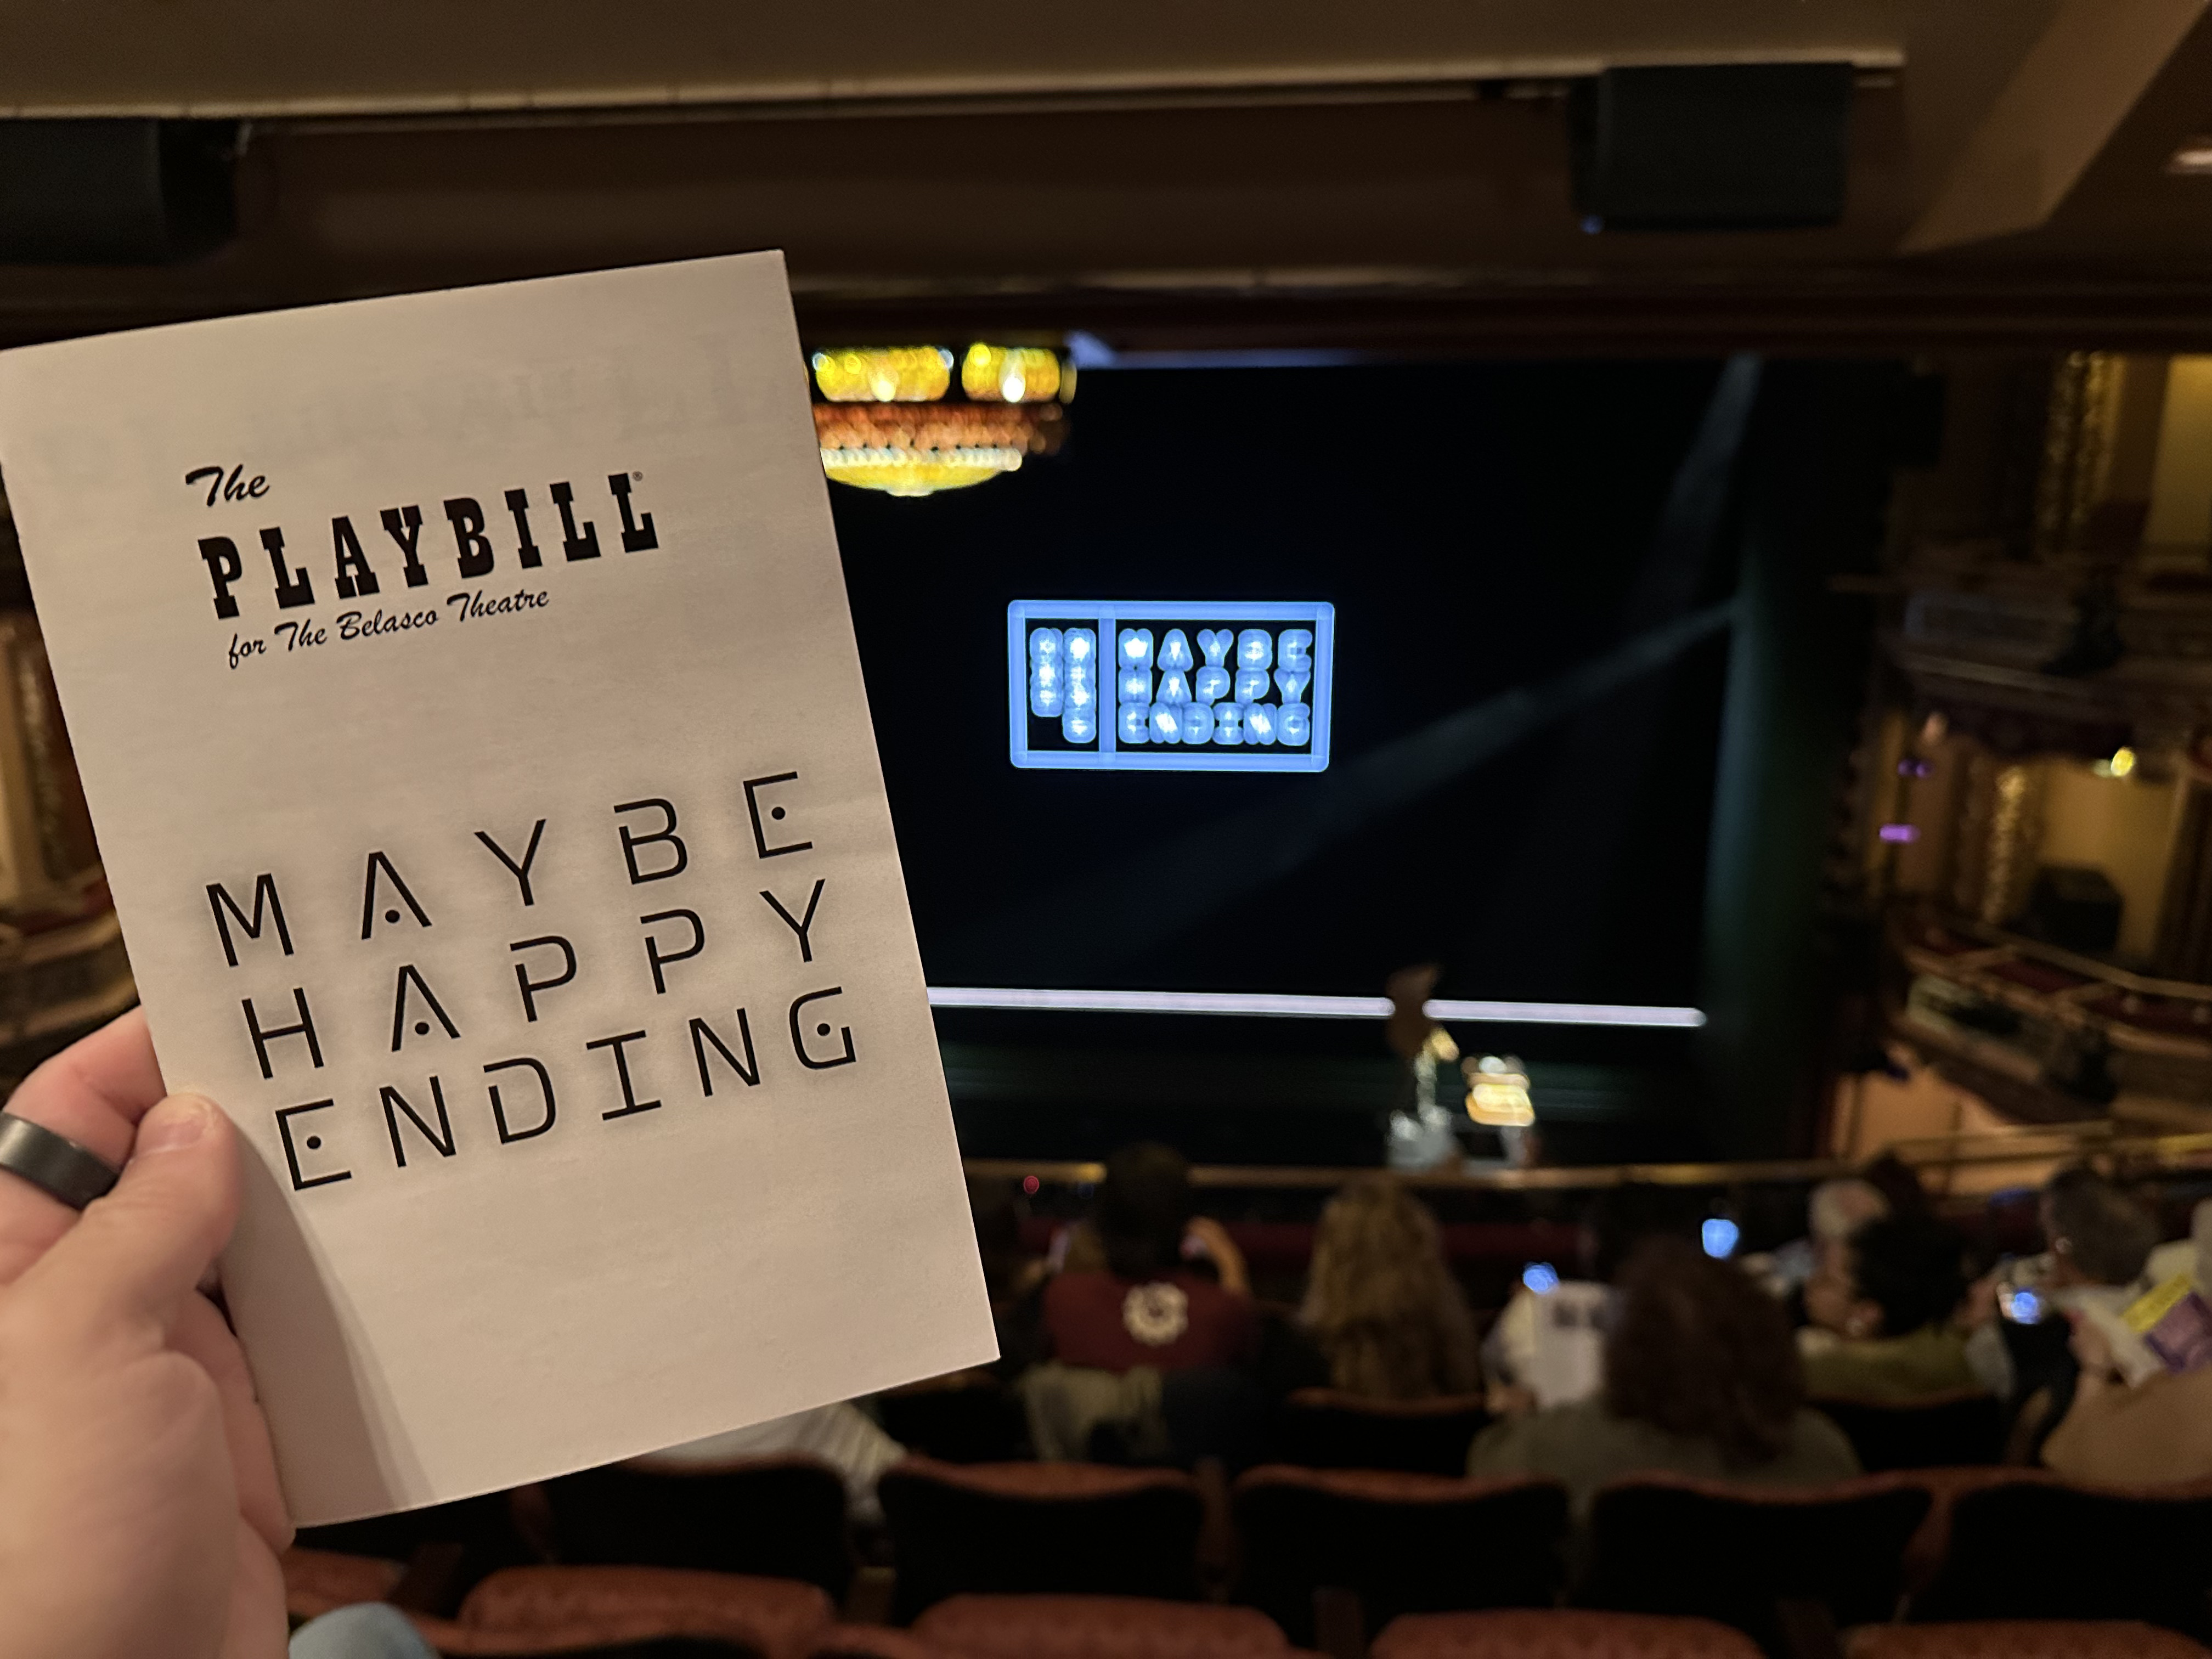 The
PLAYBILL®
for The Belasco Theatre
MAYBE
HAPPY
ENDING
MAYBE
HAPPY
ENDING